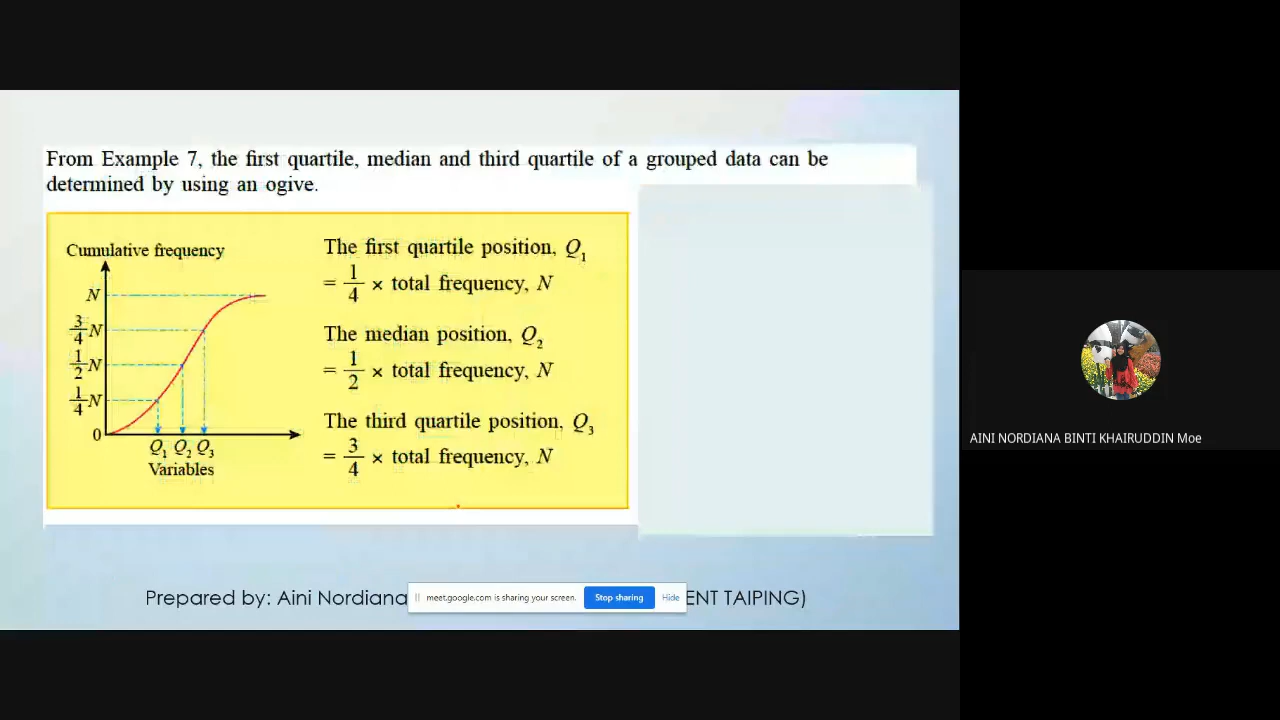 From Example 7, the first quartile, median and third quartile of a grouped data can be
determined by using an ogive.
Cumulative frequency
N
3/4 N
1/2 N
1/4 N
0
Q₁ Q₂ Q₃
Variables
The first quartile position, Q₁
= 1/4 × total frequency, N
The median position, Q₂
= 1/2 × total frequency, N
The third quartile position, Q₃
= 3/4 × total frequency, N
Prepared by: Aini Nordiana
meet.google.com is sharing your screen.
Stop sharing
Hide
ENT TAIPING)
AINI NORDIANA BINTI KHAIRUDDIN Moe